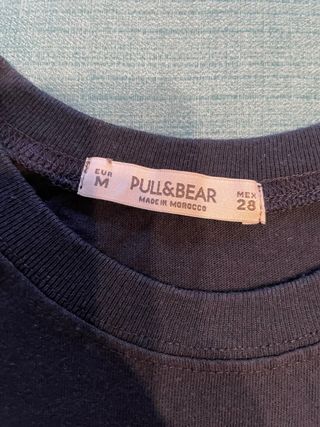 EUR
M
PULL&BEAR
MADE IN MOROCCO
MEX
28